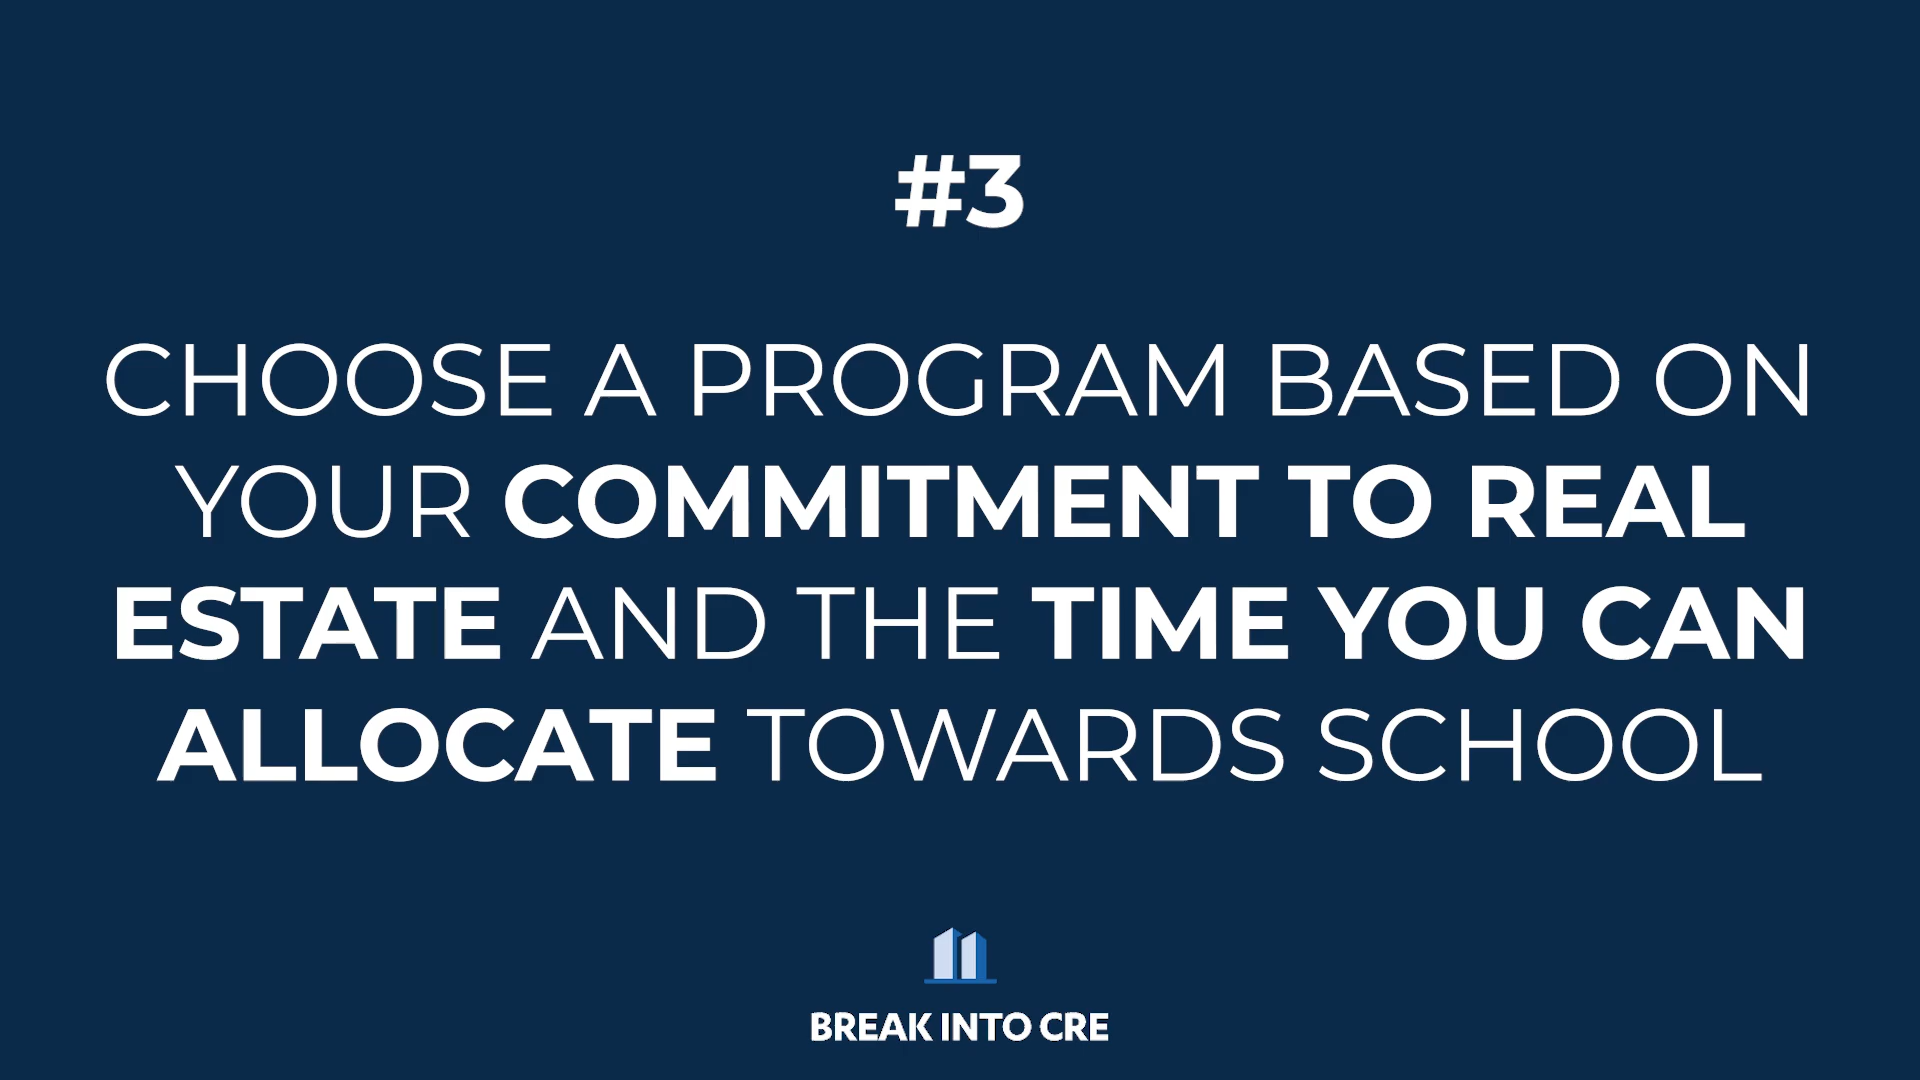 #3
CHOOSE A PROGRAM BASED ON
YOUR COMMITMENT TO REAL
ESTATE AND THE TIME YOU CAN
ALLOCATE TOWARDS SCHOOL
BREAK INTO CRE